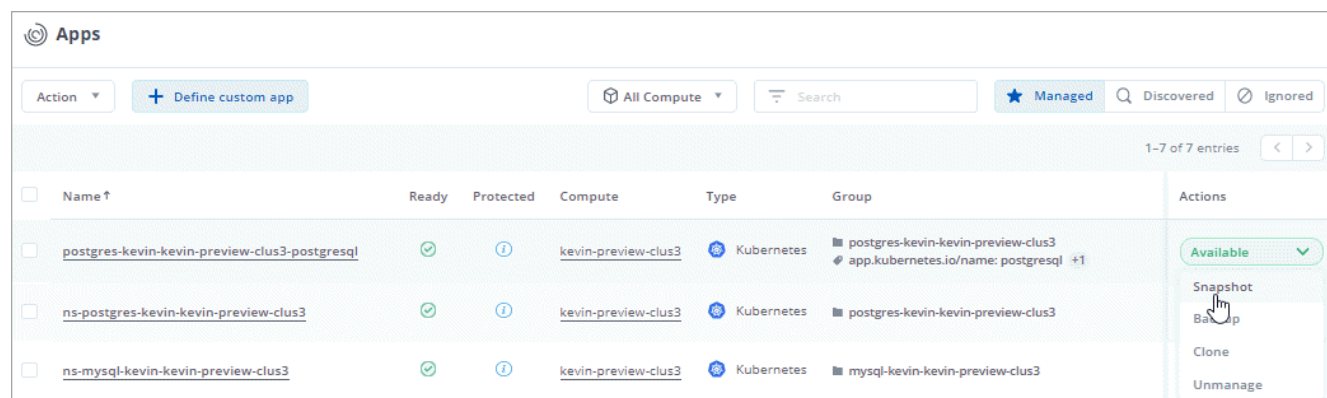 Apps
Action + Define custom app All Compute Search Managed Discovered Ignored
1–7 of 7 entries < >
Name↑ Ready Protected Compute Type Group Actions
postgres-kevin-kevin-preview-clus3-postgresql kevin-preview-clus3 Kubernetes postgres-kevin-kevin-preview-clus3 Available
app.kubernetes.io/name: postgresql +1
Snapshot
ns-postgres-kevin-kevin-preview-clus3 kevin-preview-clus3 Kubernetes postgres-kevin-kevin-preview-clus3
Backup
Clone
ns-mysql-kevin-kevin-preview-clus3 kevin-preview-clus3 Kubernetes mysql-kevin-kevin-preview-clus3
Unmanage